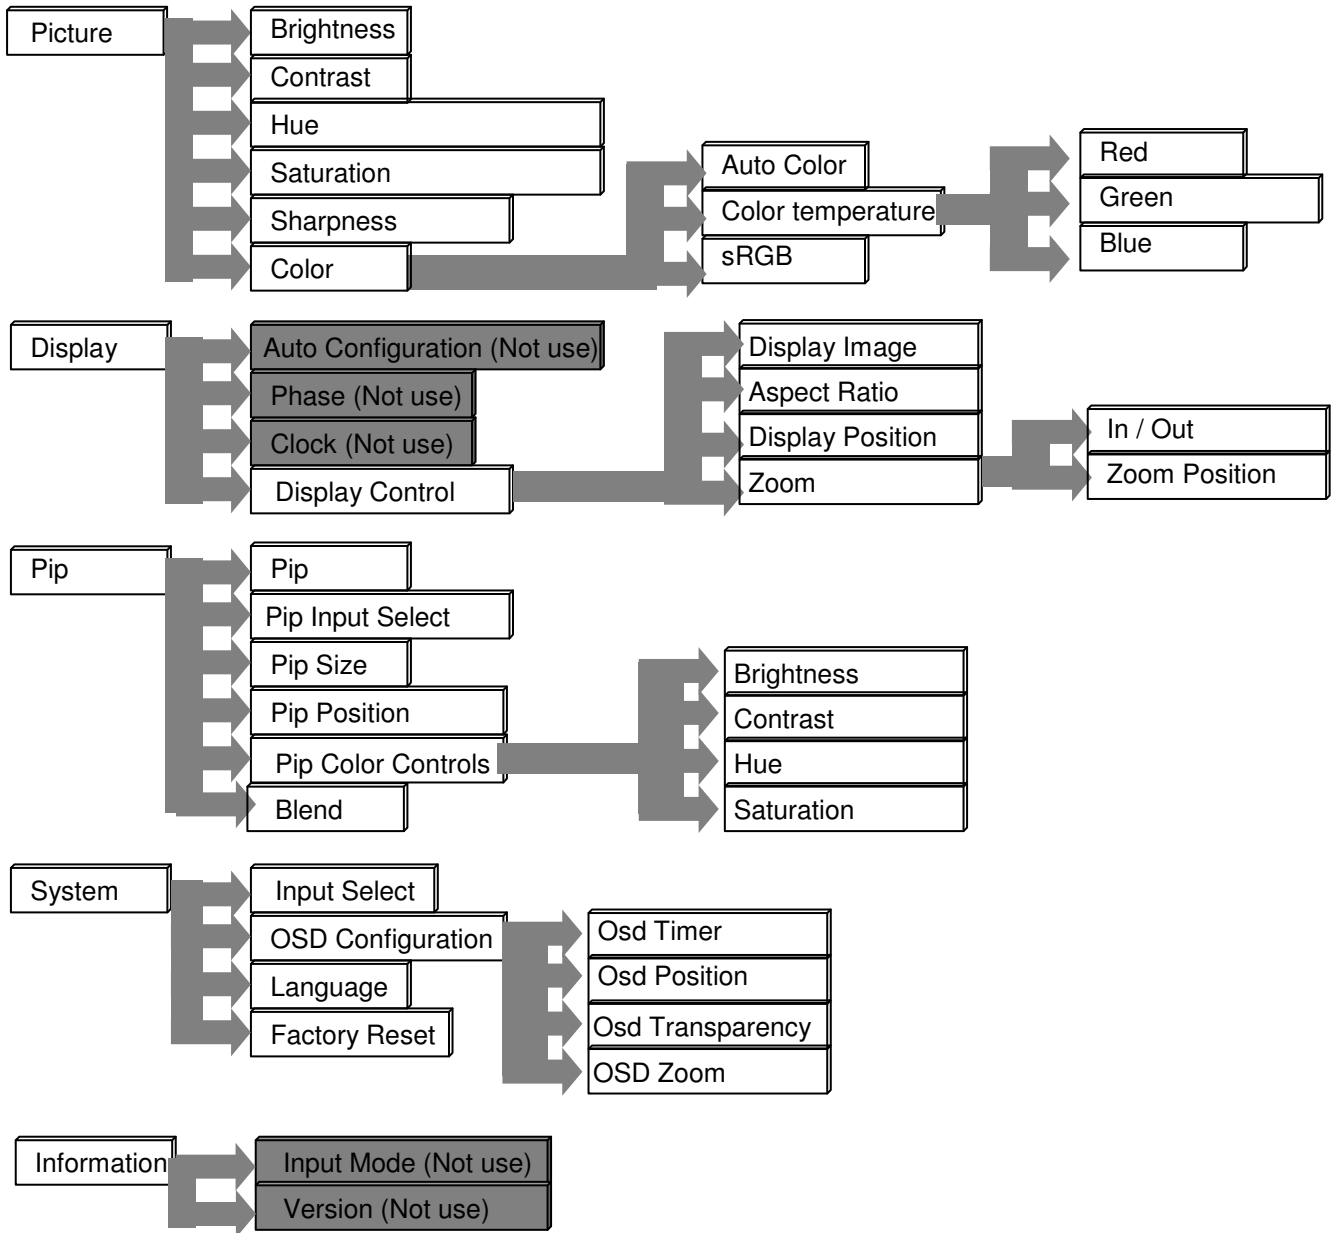 Picture
Brightness
Contrast
Hue
Saturation
Sharpness
Color
Auto Color
Color temperature
sRGB
Red
Green
Blue
Display
Auto Configuration (Not use)
Phase (Not use)
Clock (Not use)
Display Control
Display Image
Aspect Ratio
Display Position
Zoom
In / Out
Zoom Position
Pip
Pip
Pip Input Select
Pip Size
Pip Position
Pip Color Controls
Blend
Brightness
Contrast
Hue
Saturation
System
Input Select
OSD Configuration
Language
Factory Reset
Osd Timer
Osd Position
Osd Transparency
OSD Zoom
Information
Input Mode (Not use)
Version (Not use)